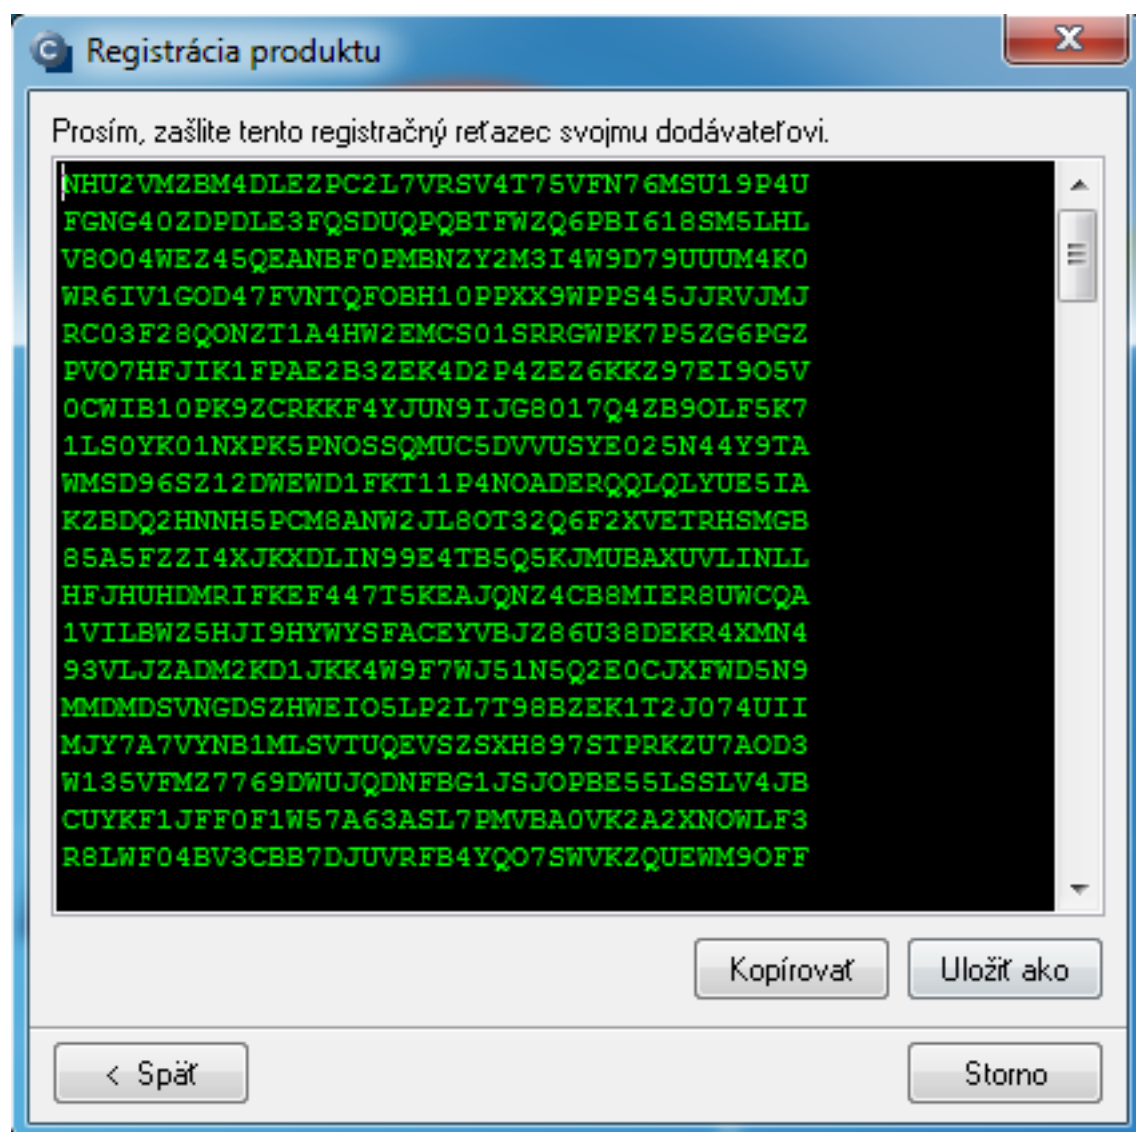 Registrácia produktu
Prosím, zašlite tento registračný reťazec svojmu dodávateľovi.
NHU2VMZBM4DLEZPC2L7VRSV4T75VFN76MSU19P4U
FGNG40ZDPDLE3FQSDUQPQBTFWZQ6PBI618SM5LHL
V8O04WEZ45QEANBF0PMBNZY2M3I4W9D79UUUM4K0
WR6IV1GOD47FVNTQFOBH10PPXX9WPPS45JJRVJMJ
RC03F28QONZT1A4HW2EMCS01SRRGWPK7P5ZG6PGZ
PVO7HFJIK1FPAE2B3ZEK4D2P4ZEZ6KKZ97EI9O5V
0CWIB10PK9ZCRKKF4YJUN9IJG8017Q4ZB9OLF5K7
1LS0YK01NXPK5PNOSSQMUC5DVVUSYE025N44Y9TA
WMSD96SZ12DWEWD1FKT11P4NOADERQQLQLYUE5IA
KZBDQ2HNNH5PCM8ANW2JL8OT32Q6F2XVETRHSMGB
85A5FZZI4XJKXDLIN99E4TB5Q5KJMUBAXUVLINLL
HFJHUHDMRIFKEF447T5KEAJQNZ4CB8MIER8UWCQA
1VILBWZ5HJI9HYWYSFACEYVBJZ86U38DEKR4XMN4
93VLJZADM2KD1JKK4W9F7WJ51N5Q2E0CJXFWD5N9
MMDMDSVNGDSZHWEIO5LP2L7T98BZEK1T2J074UII
MJY7A7VYNB1MLSVTUQEVSZSXH897STPRKZU7AOD3
W135VFMZ7769DWUJQDNFBG1JSJOPBE55LSSLV4JB
CUYKF1JFF0F1W57A63ASL7PMVBA0VK2A2XNOWLF3
R8LWF04BV3CBB7DJUVRFB4YQO7SWVKZQUEWM9OFF
Kopírovať
Uložiť ako
< Späť
Storno